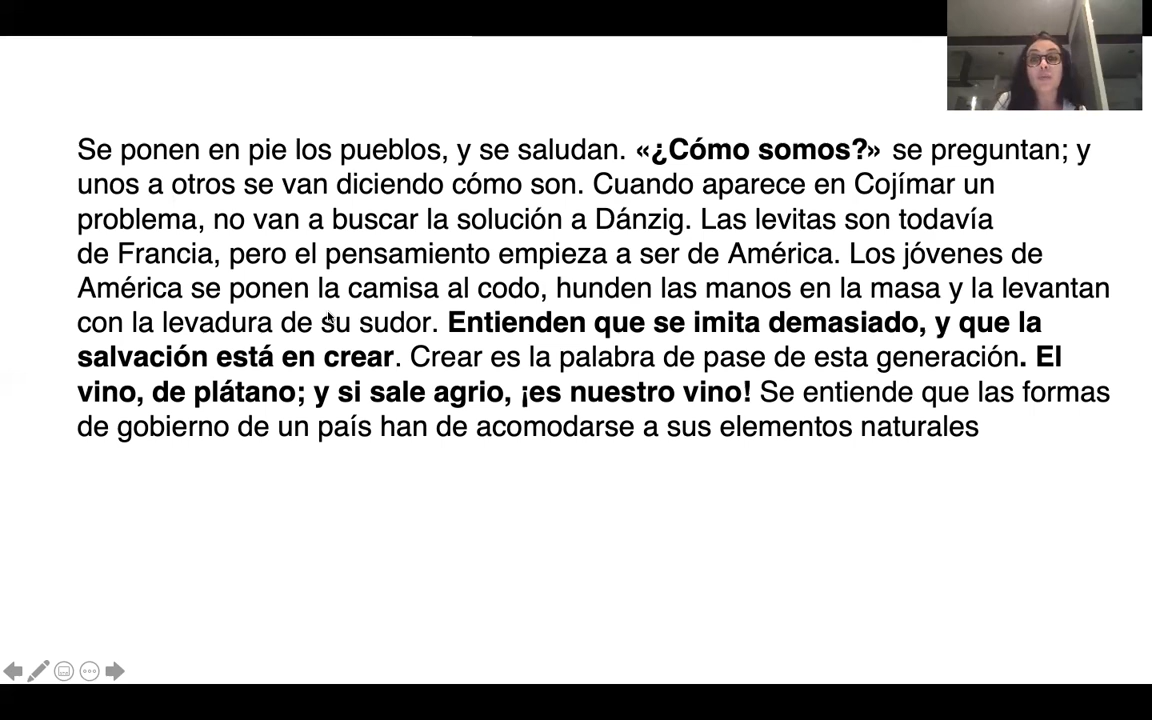 Se ponen en pie los pueblos, y se saludan. «¿Cómo somos?» se preguntan; y
unos a otros se van diciendo cómo son. Cuando aparece en Cojímar un
problema, no van a buscar la solución a Dánzig. Las levitas son todavía
de Francia, pero el pensamiento empieza a ser de América. Los jóvenes de
América se ponen la camisa al codo, hunden las manos en la masa y la levantan
con la levadura de su sudor. Entienden que se imita demasiado, y que la
salvación está en crear. Crear es la palabra de pase de esta generación. El
vino, de plátano; y si sale agrio, ¡es nuestro vino! Se entiende que las formas
de gobierno de un país han de acomodarse a sus elementos naturales